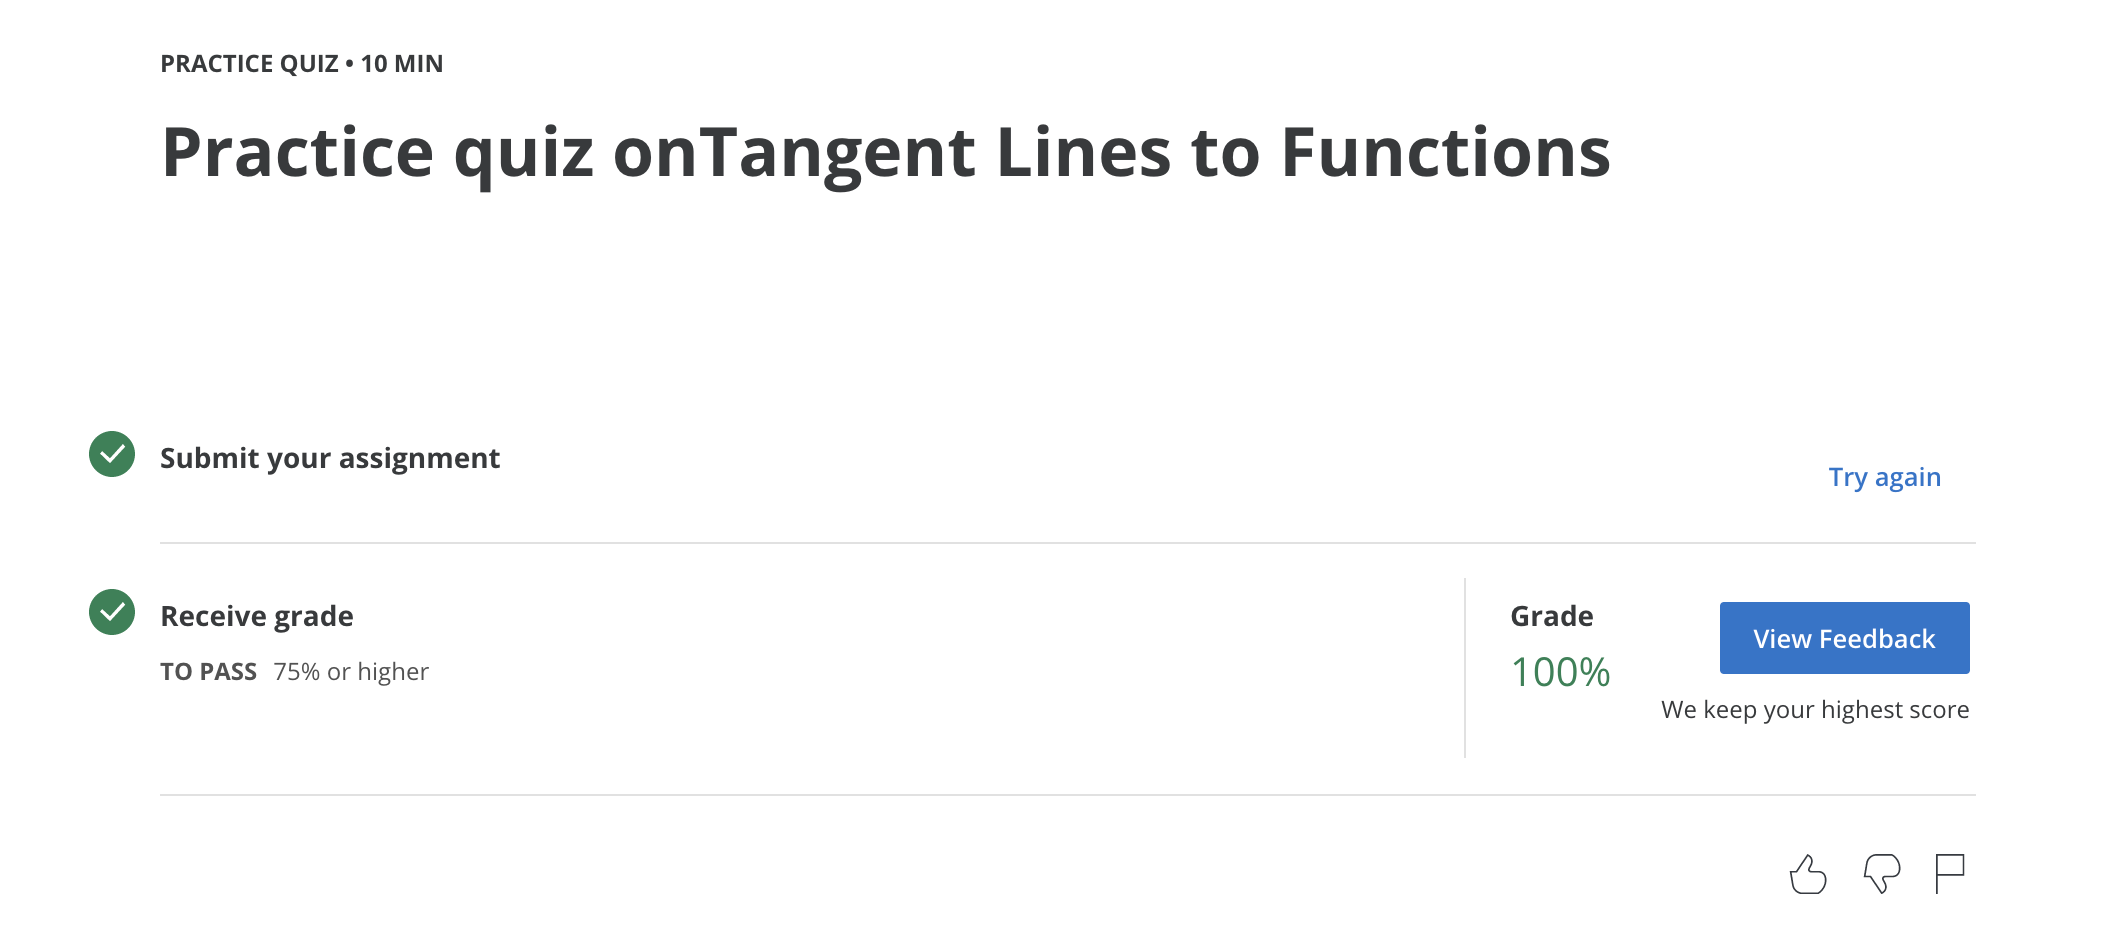 PRACTICE QUIZ • 10 MIN
Practice quiz onTangent Lines to Functions
Submit your assignment
Try again
Receive grade
TO PASS 75% or higher
Grade
100%
View Feedback
We keep your highest score